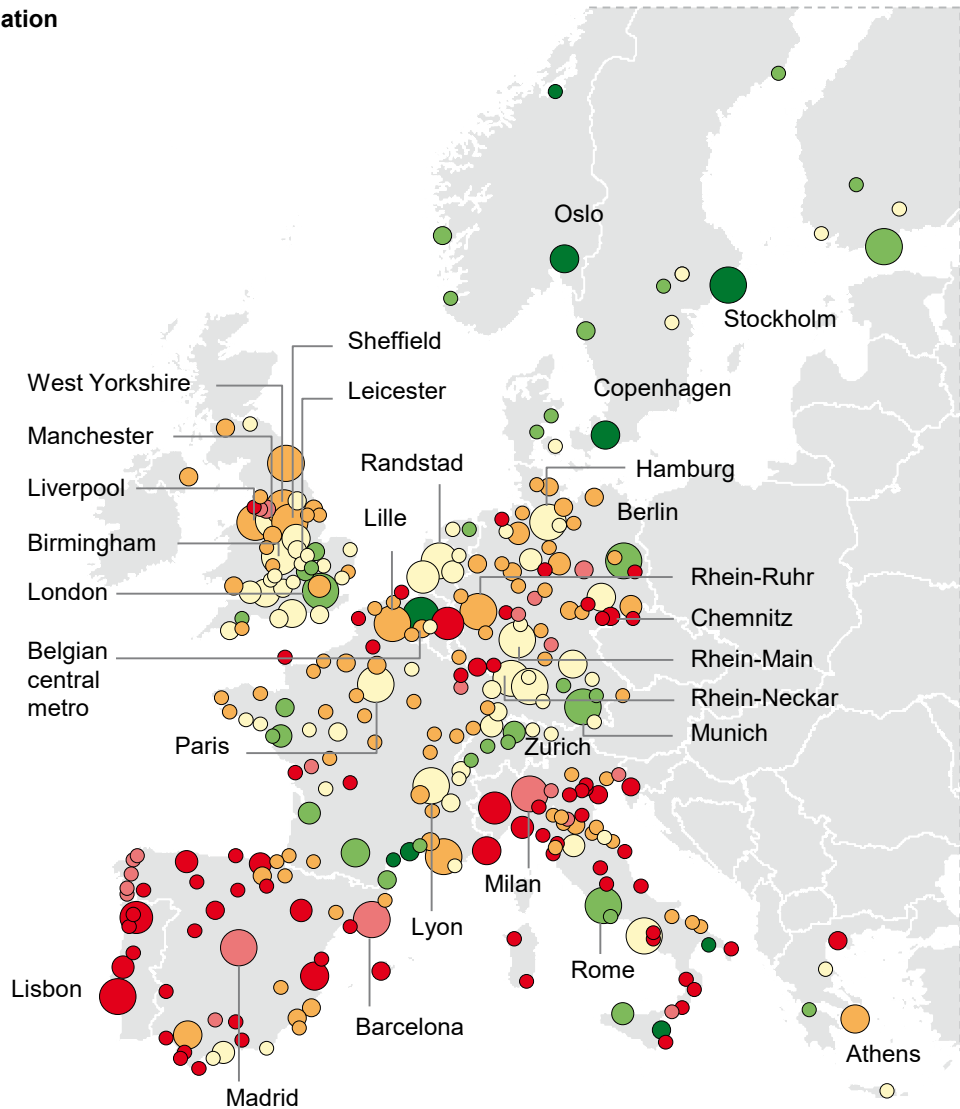 ation
Oslo
Stockholm
Sheffield
West Yorkshire
Leicester
Copenhagen
Manchester
Randstad
Hamburg
Liverpool
Lille
Berlin
Birmingham
London
Rhein-Ruhr
Chemnitz
Belgian
central
metro
Rhein-Main
Rhein-Neckar
Munich
Paris
Zurich
Milan
Lyon
Rome
Lisbon
Barcelona
Athens
Madrid